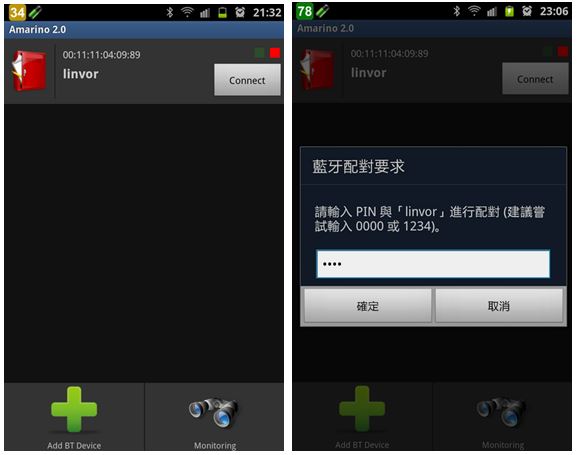 34
21:32
Amarino 2.0
00:11:11:04:09:89
linvor
Connect
Add BT Device
Monitoring
78
23:06
Amarino 2.0
00:11:11:04:09:89
linvor
Connect
藍牙配對要求
請輸入 PIN 與「linvor」進行配對 (建議嘗
試輸入 0000 或 1234)。
••••
確定
取消
Add BT Device
Monitoring